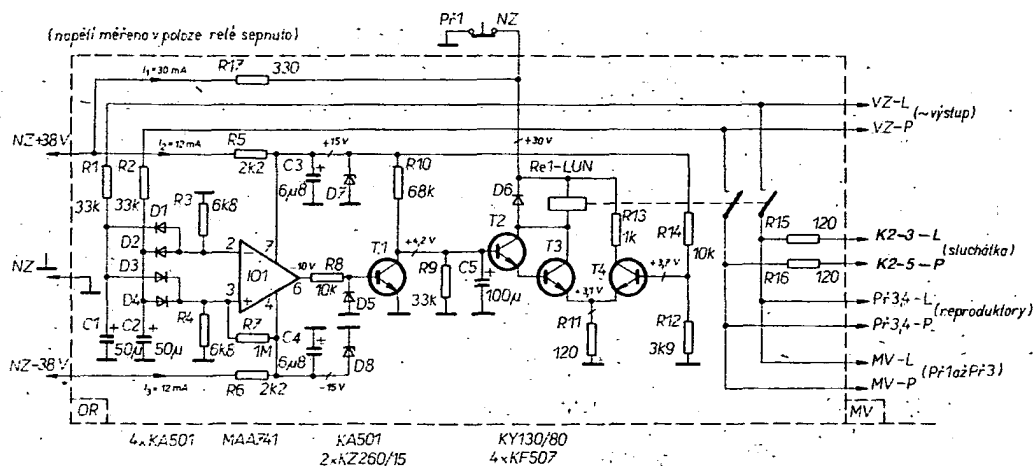 (napětí měřeno v poloze relé sepnuto)
Př1 NZ
I₁=30 mA
R17 330
VZ-L
(~výstup)
VZ-P
+30 V
NZ+38V
I₂=12mA
R5
2k2
+15V
R1
R2
C3
6µ8
D7
R10
68k
Re1-LUN
D6
R3
6k8
33k
33k
D1
D2
D3
D4
T2
R13
1k
R14
10k
R15
120
K2-3-L
(sluchátka)
K2-5-P
R16
120
T1
+4,2V
T3
T4
+3,7V
+3,1V
2
7
IO1
3
4
6
-10V
R8
10k
D5
R9
33k
C5
100µ
NZ
Př3,4-L
(reproduktory)
Př3,4-P
C1
50µ
C2
50µ
R4
6k8
R7
1M
C4
6µ8
D8
R11
120
R12
3k9
MV-L
(Př1 až Př3)
MV-P
NZ-38V
I₃=12mA
R6
2k2
-15V
OR
MV
4×KA501 MAA741 KA501 KY130/80
2×KZ260/15 4×KF507